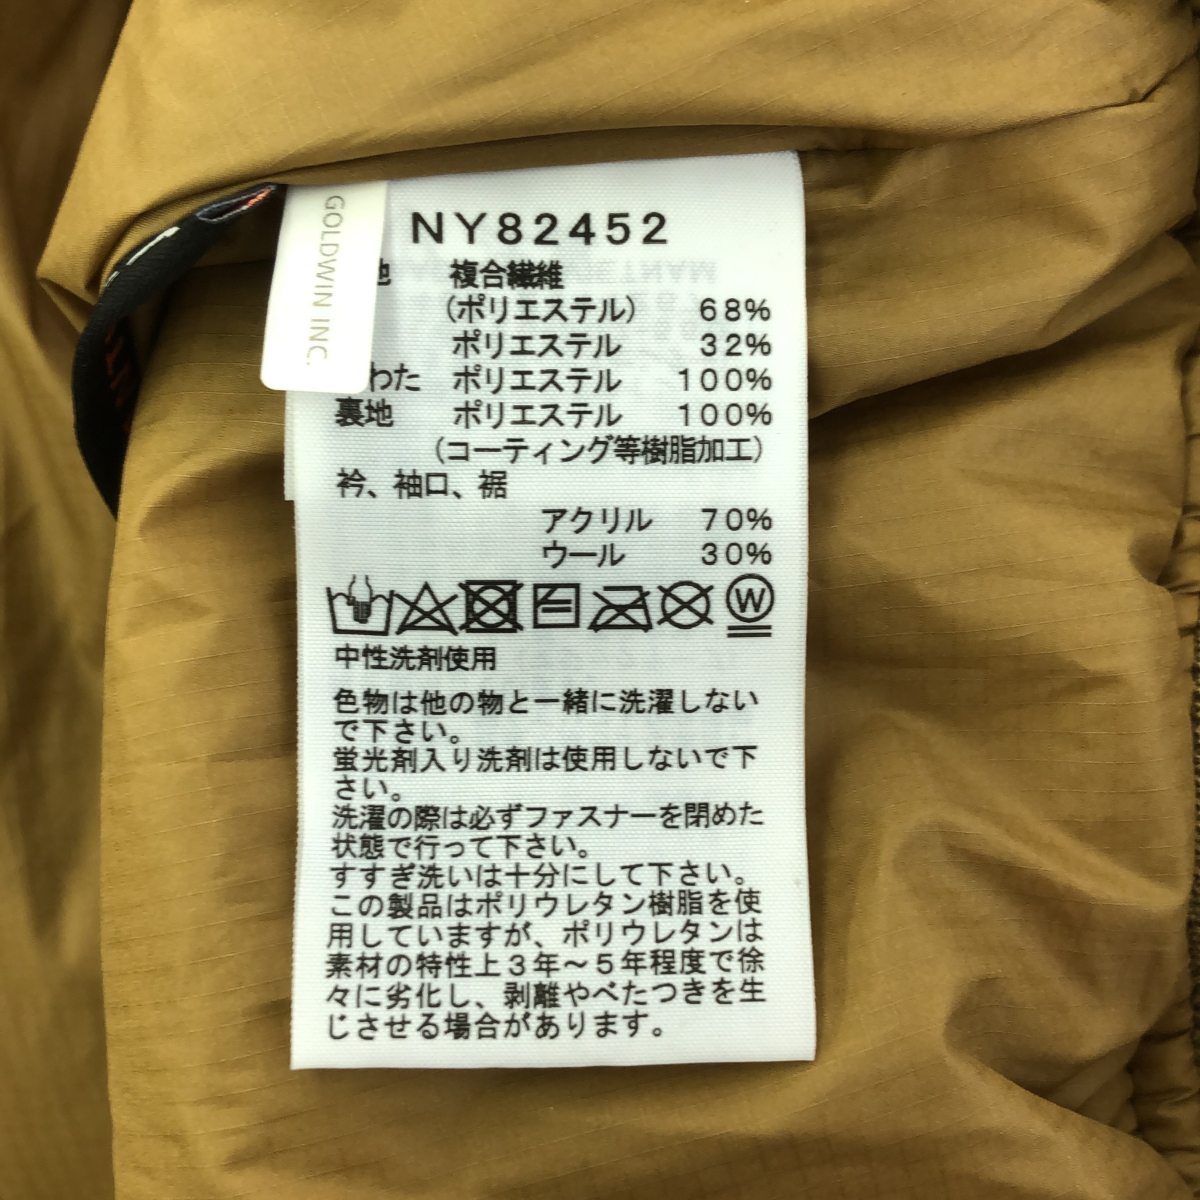 GOLDWIN INC.
NY82452
地 複合繊維
(ポリエステル) 68%
ポリエステル 32%
わた ポリエステル 100%
裏地 ポリエステル 100%
(コーティング等樹脂加工)
衿、袖口、裾
アクリル 70%
ウール 30%
W
中性洗剤使用
色物は他の物と一緒に洗濯しない
で下さい。
蛍光剤入り洗剤は使用しないで下
さい。
洗濯の際は必ずファスナーを閉めた
状態で行って下さい。
すすぎ洗いは十分にして下さい。
この製品はポリウレタン樹脂を使
用していますが、ポリウレタンは
素材の特性上3年～5年程度で徐
々に劣化し、剥離やべたつきを生
じさせる場合があります。